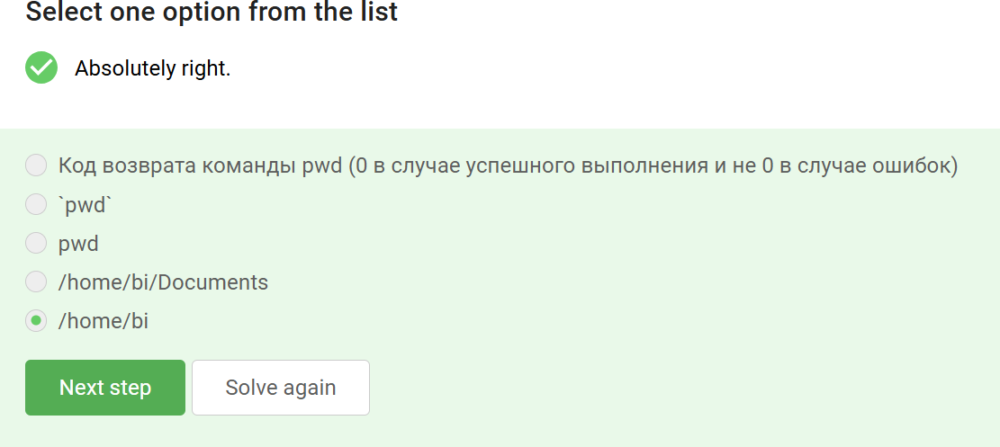 Select one option from the list
Absolutely right.
Код возврата команды pwd (0 в случае успешного выполнения и не 0 в случае ошибок)
`pwd`
pwd
/home/bi/Documents
/home/bi
Next step
Solve again